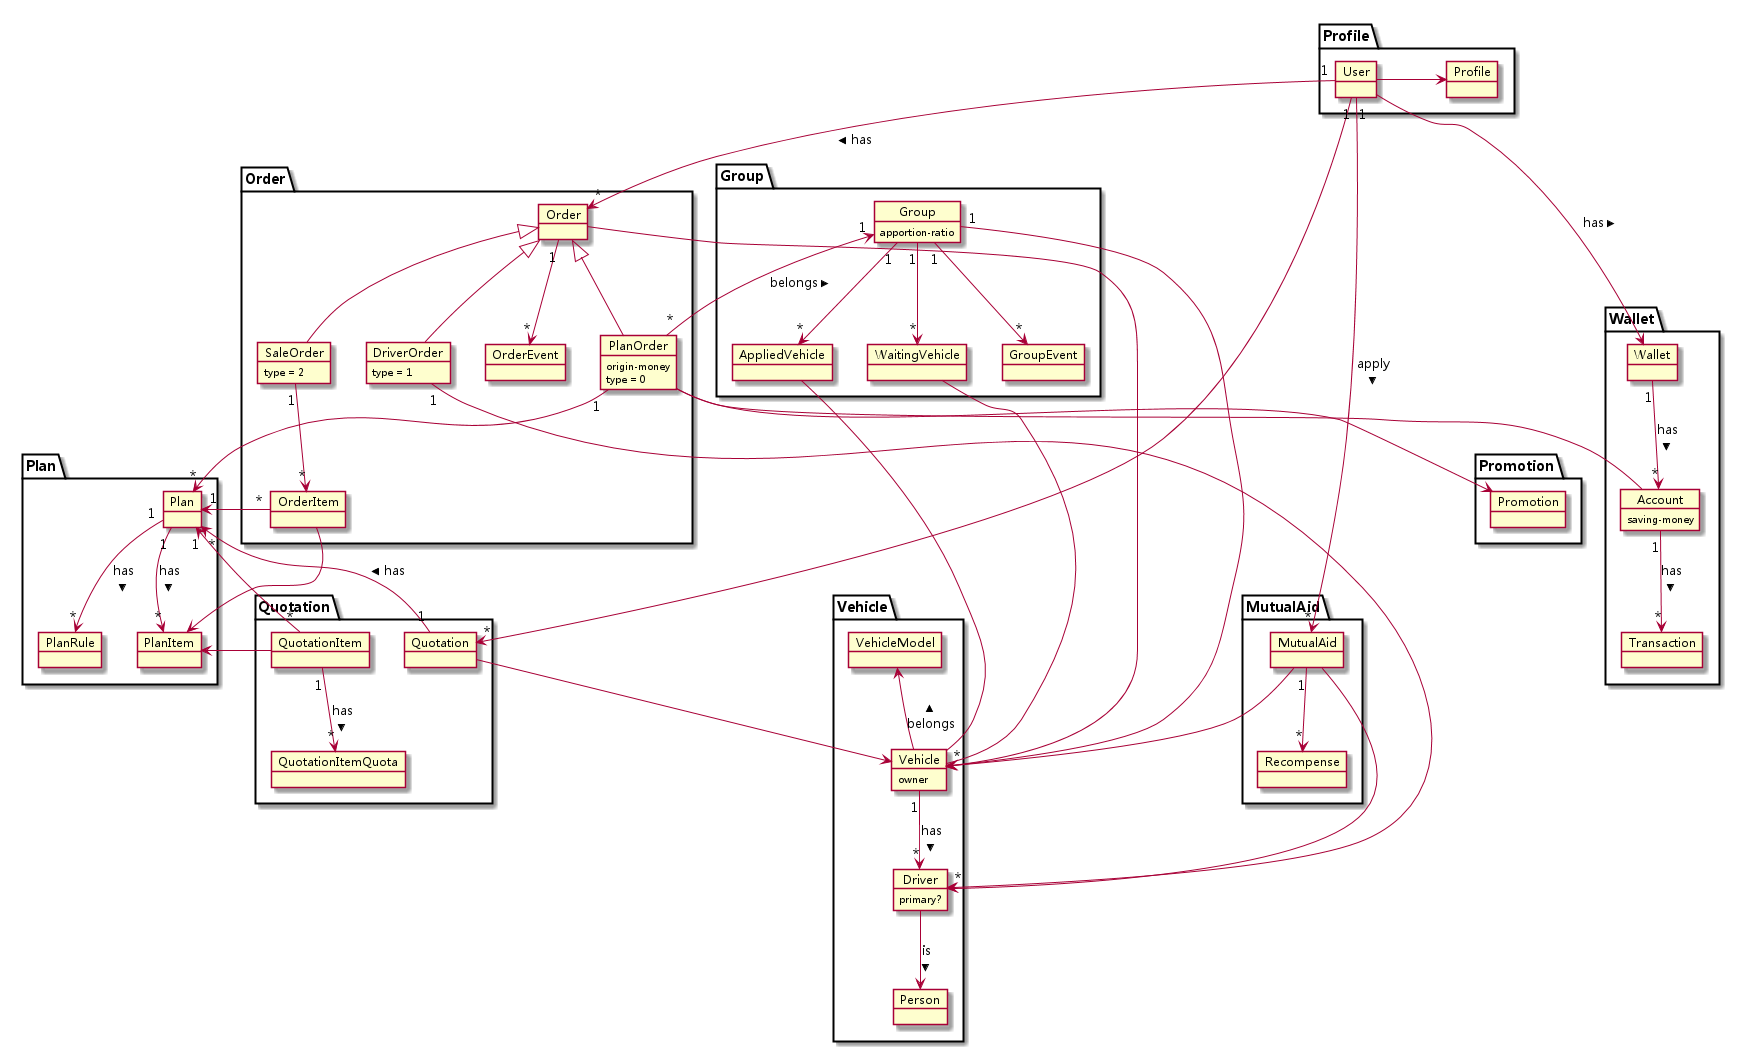 Profile
User
Profile
1
1
1
◄ has
has ►
Order
*
Order
1
SaleOrder
type = 2
1
DriverOrder
type = 1
1
OrderEvent
*
PlanOrder
origin-money
type = 0
*
1
OrderItem
*
*
Group
Group
apportion-ratio
1
1
1
1
1
belongs ►
AppliedVehicle
*
WaitingVehicle
*
GroupEvent
*
apply
▼
Wallet
Wallet
1
has
▼
*
Account
saving-money
1
has
▼
*
Transaction
Promotion
Promotion
Plan
*
Plan
1
1
1
1
*
has
▼
has
▼
*
PlanRule
*
PlanItem
◄ has
Quotation
*
QuotationItem
1
Quotation
*
1
has
▼
*
QuotationItemQuota
Vehicle
VehicleModel
▲
belongs
Vehicle
owner
*
1
has
▼
*
Driver
primary?
*
is
▼
Person
MutualAid
*
MutualAid
1
*
Recompense